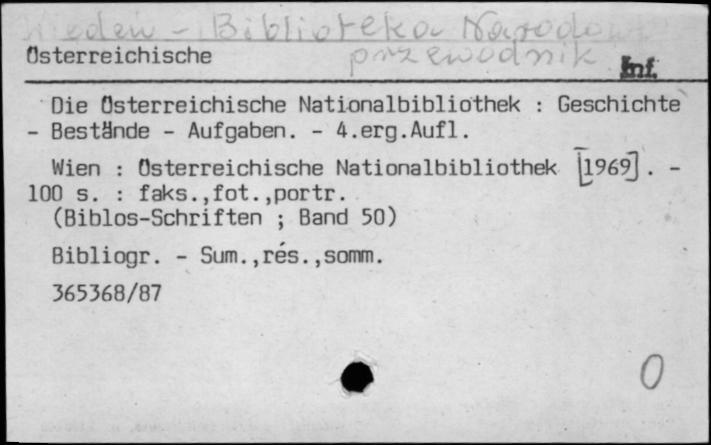 Wieden - Biblioteka Narodowa
przewodnik
Österreichische
Inf.
Die Österreichische Nationalbibliothek : Geschichte
- Bestände - Aufgaben. - 4.erg.Aufl.
Wien : Österreichische Nationalbibliothek [1969]. -
100 s. : faks.,fot.,portr.
(Biblos-Schriften ; Band 50)
Bibliogr. - Sum.,rés.,somm.
365368/87
0